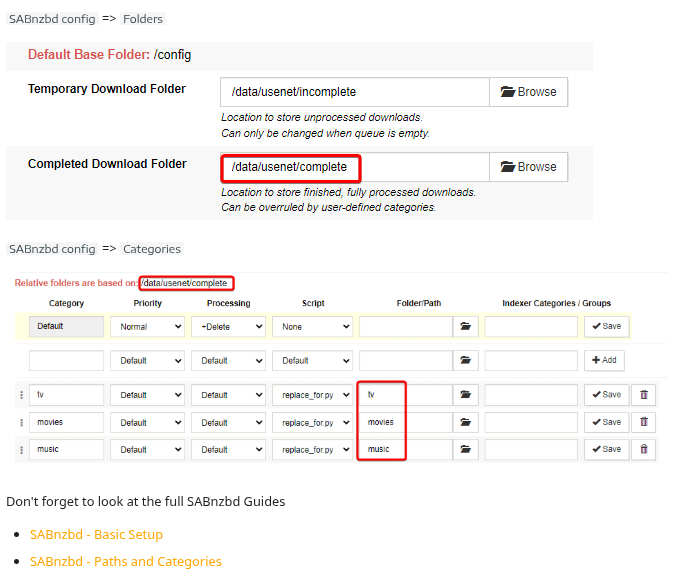 SABnzbd config => Folders
Default Base Folder: /config
Temporary Download Folder /data/usenet/incomplete Browse
Location to store unprocessed downloads.
Can only be changed when queue is empty.
Completed Download Folder /data/usenet/complete Browse
Location to store finished, fully processed downloads.
Can be overruled by user-defined categories.
SABnzbd config => Categories
Relative folders are based on: /data/usenet/complete
Category Priority Processing Script Folder/Path Indexer Categories / Groups
Default Normal +Delete None Save
Default Default Default Add
tv Default Default replace_for.py tv Save
movies Default Default replace_for.py movies Save
music Default Default replace_for.py music Save
Don't forget to look at the full SABnzbd Guides
SABnzbd - Basic Setup
SABnzbd - Paths and Categories